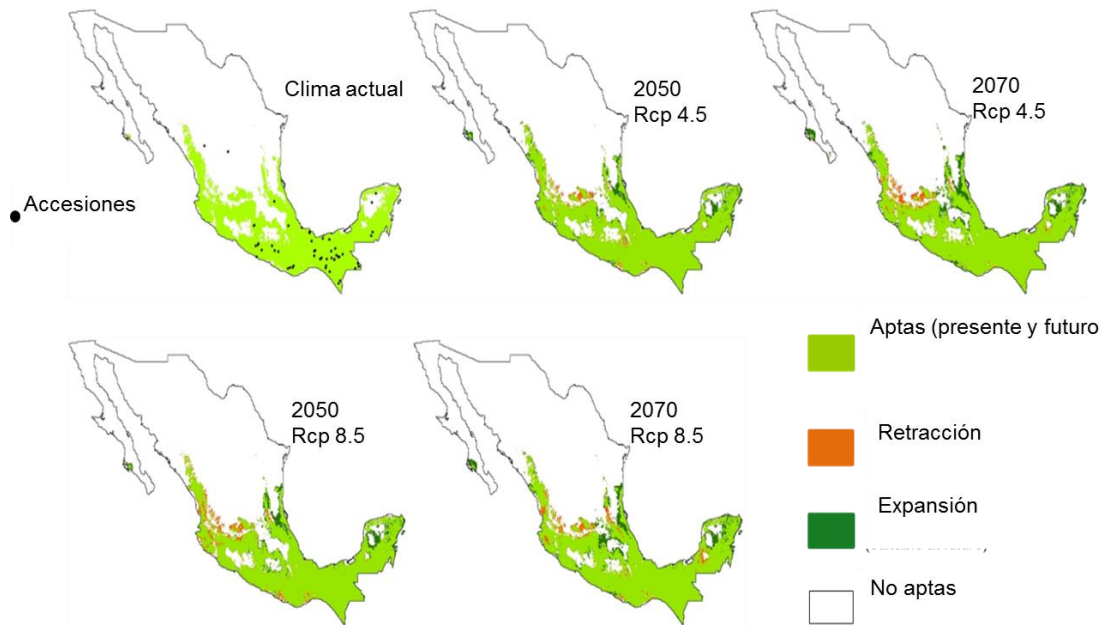 Clima actual
2050
Rcp 4.5
2070
Rcp 4.5
Accesiones
2050
Rcp 8.5
2070
Rcp 8.5
Aptas (presente y futuro
Retracción
Expansión
No aptas